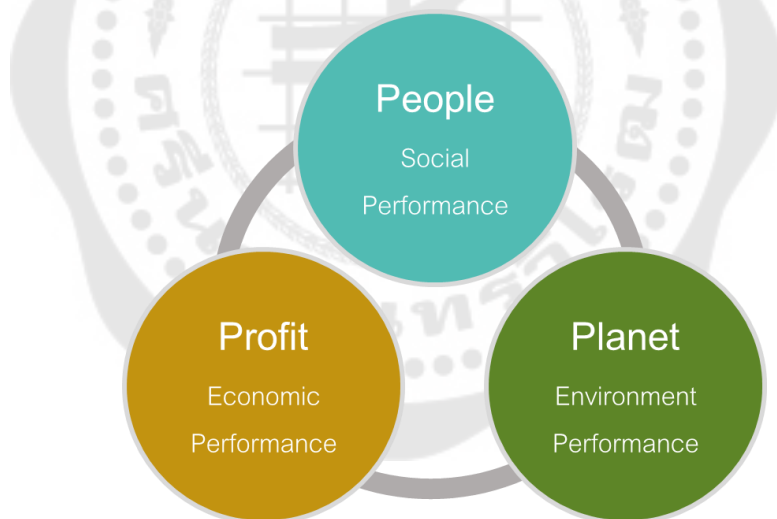 People
Social
Performance
Profit
Economic
Performance
Planet
Environment
Performance